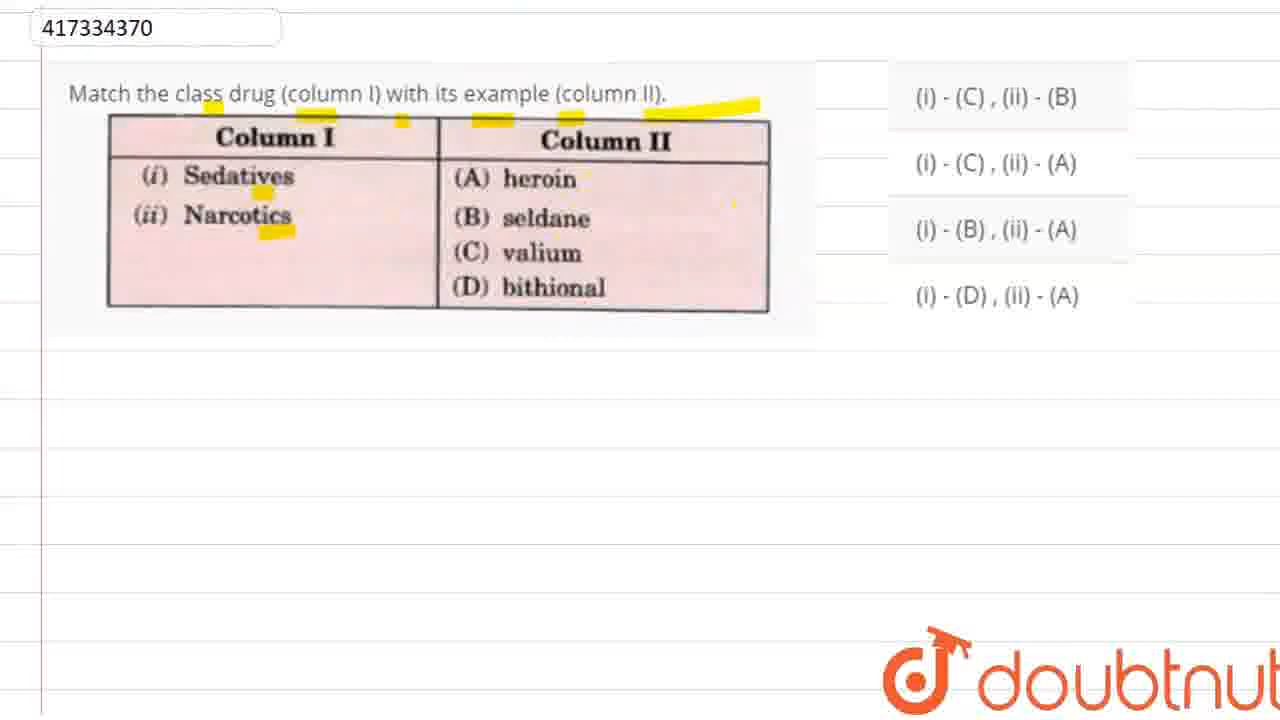 417334370
Match the class drug (column I) with its example (column II).
Column I Column II
(i) Sedatives (A) heroin
(ii) Narcotics (B) seldane
(C) valium
(D) bithional
(i) - (C) , (ii) - (B)
(i) - (C) , (ii) - (A)
(i) - (B) , (ii) - (A)
(i) - (D) , (ii) - (A)
doubtnut